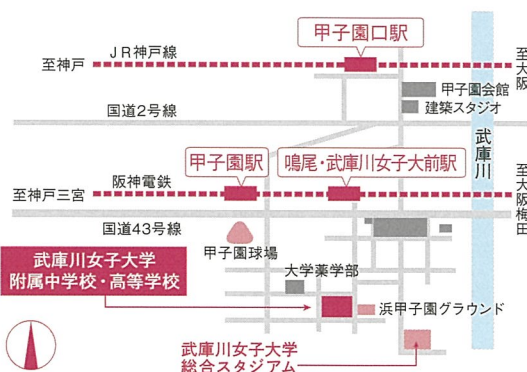 甲子園口駅
JR神戸線
至神戸
至大阪
甲子園会館
建築スタジオ
国道2号線
武庫川
甲子園駅
鳴尾・武庫川女子大前駅
阪神電鉄
至神戸三宮
至大阪梅田
国道43号線
甲子園球場
武庫川女子大学
附属中学校・高等学校
大学薬学部
浜甲子園グラウンド
武庫川女子大学
総合スタジアム